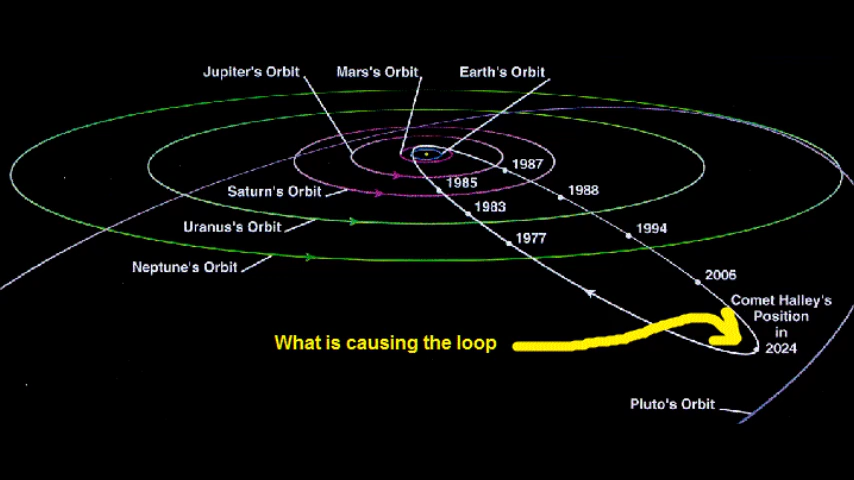 Jupiter's Orbit
Mars's Orbit
Earth's Orbit
1987
1985
Saturn's Orbit
1988
1983
Uranus's Orbit
1994
1977
Neptune's Orbit
2005
Comet Halley's
Position
in
2024
What is causing the loop
Pluto's Orbit